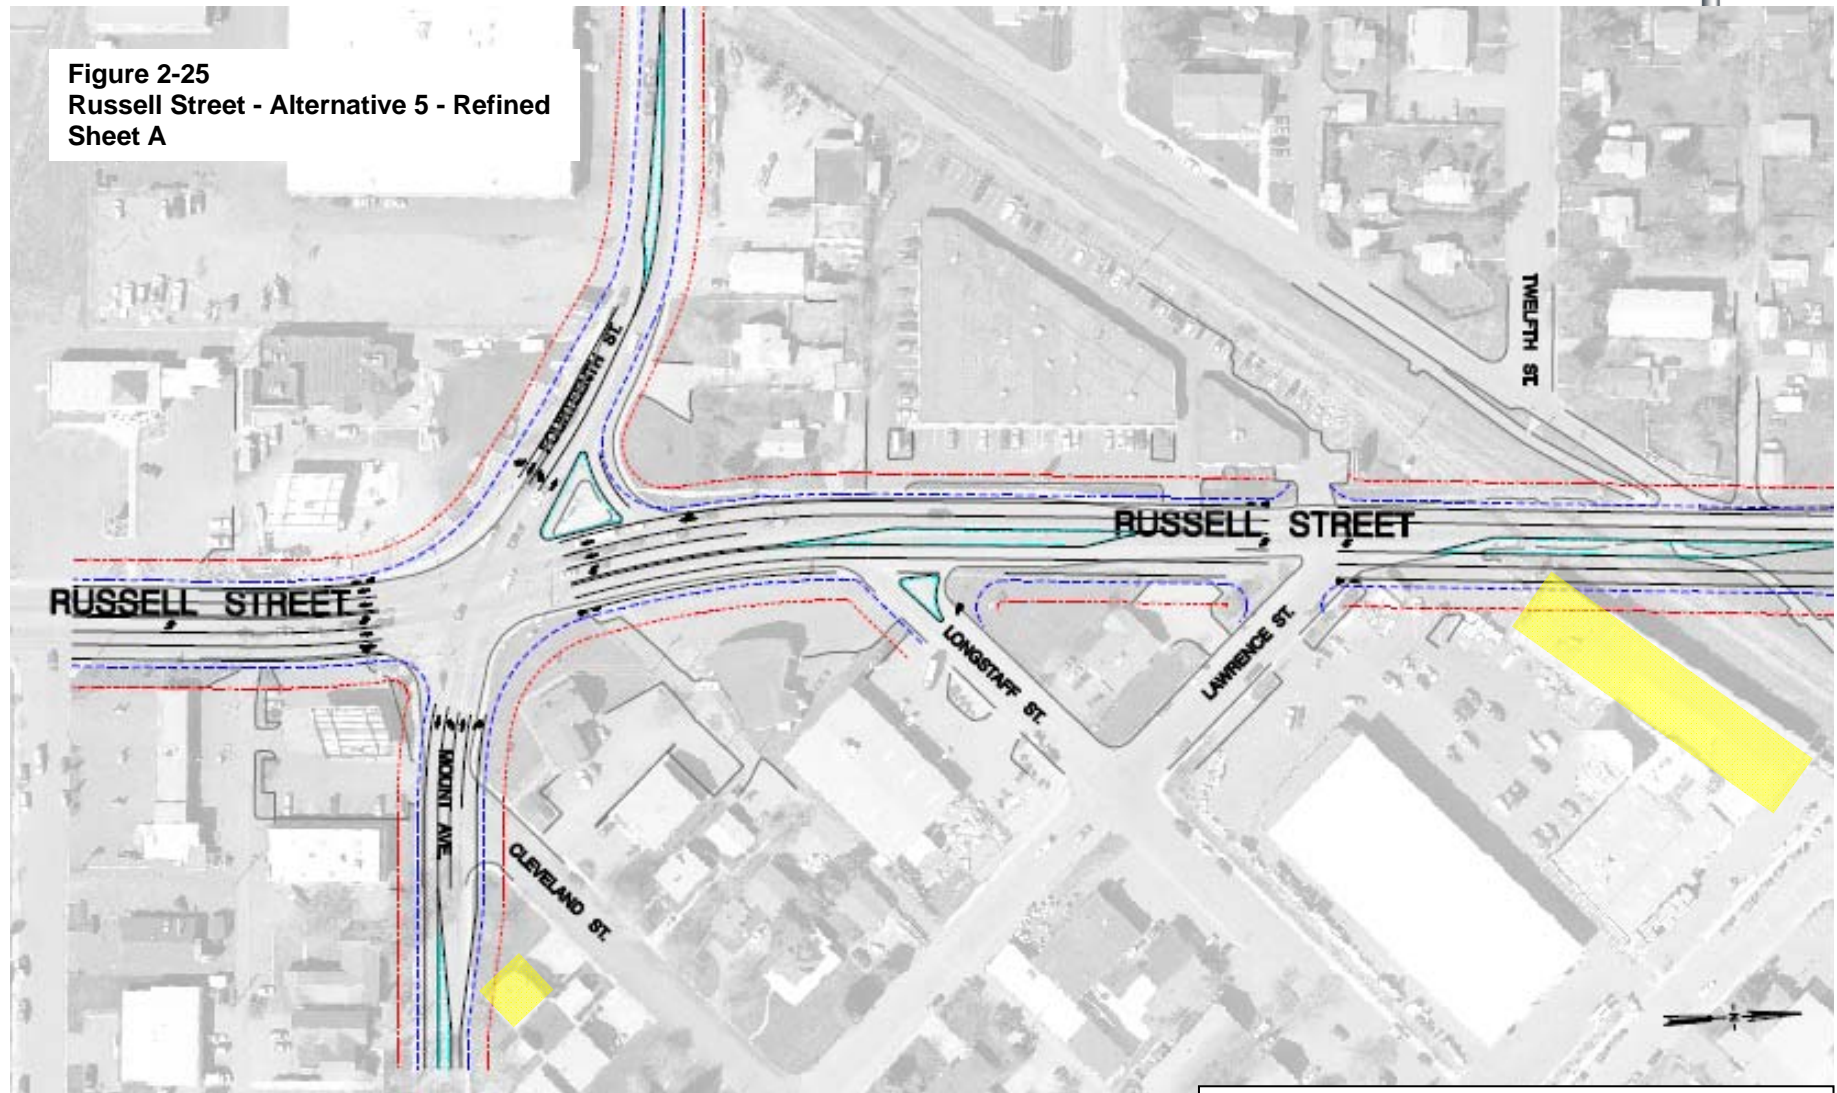 Figure 2-25
Russell Street - Alternative 5 - Refined
Sheet A
TWELFTH ST.
RUSSELL STREET
RUSSELL STREET
LONGSTAFF ST.
LAWRENCE ST.
MOUNT AVE.
CLEVELAND ST.
N